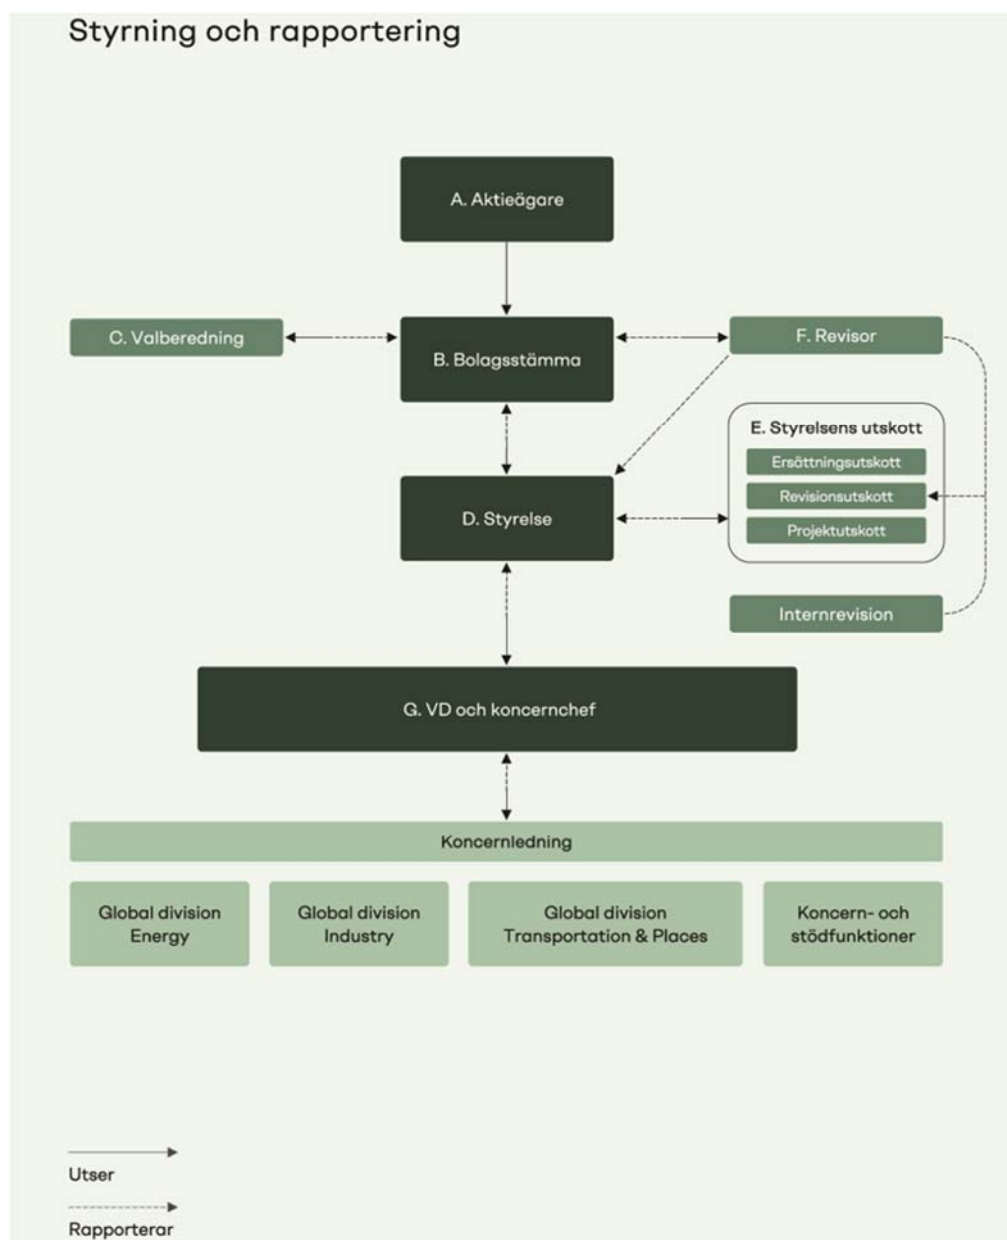 Styrning och rapportering
A. Aktieägare
C. Valberedning
B. Bolagsstämma
F. Revisor
E. Styrelsens utskott
Ersättningsutskott
Revisionsutskott
Projektutskott
D. Styrelse
Internrevision
G. VD och koncernchef
Koncernledning
Global division
Energy
Global division
Industry
Global division
Transportation & Places
Koncern- och
stödfunktioner
Utser
Rapporterar